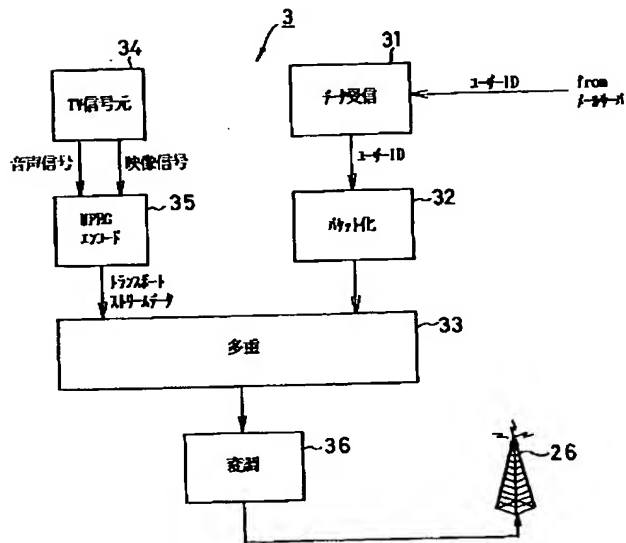 3
34
TV信号元
31
データ受信
ユーザーID
from
メールサーバ
音声信号
映像信号
ユーザーID
35
MPEG
エンコード
32
パケット化
トランスポート
ストリームデータ
33
多重
36
変調
26